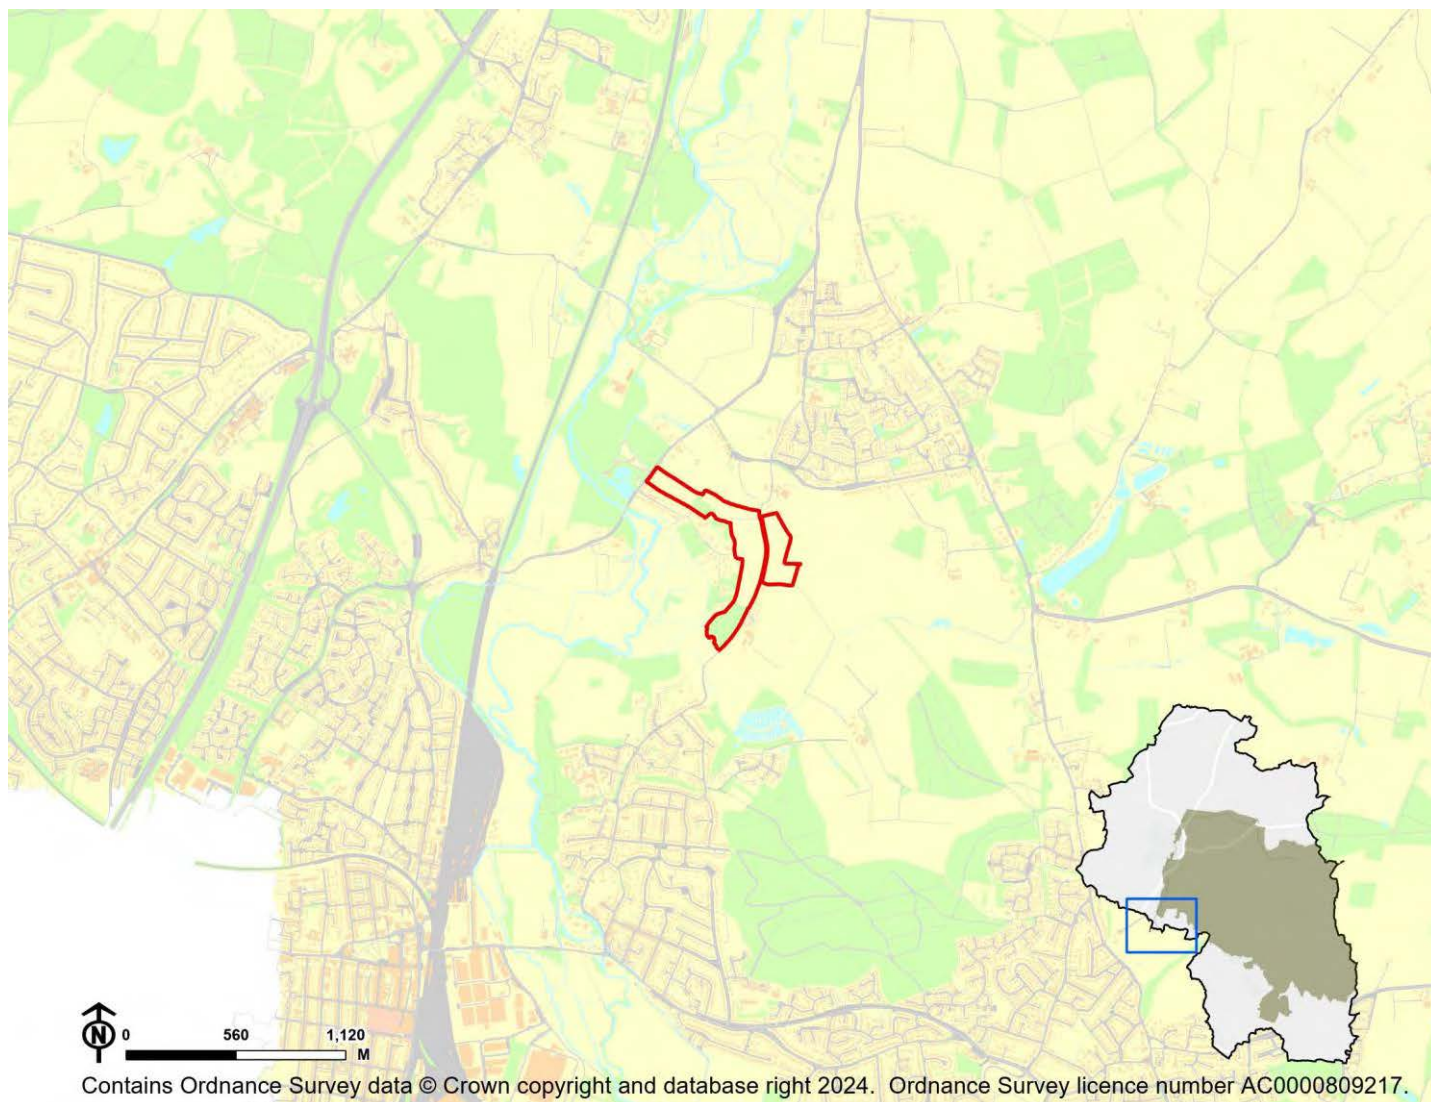 N
0 560 1,120
M
Contains Ordnance Survey data © Crown copyright and database right 2024. Ordnance Survey licence number AC0000809217.